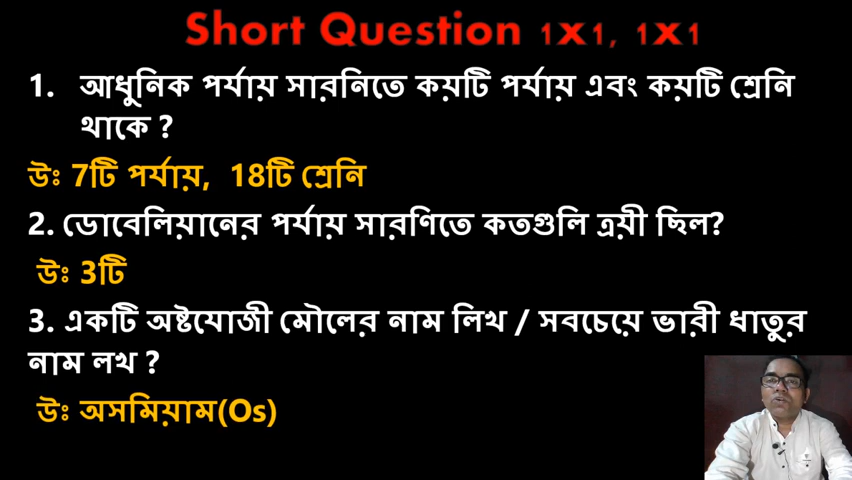 Short Question 1x1, 1x1
1. আধুনিক পর্যায় সারনিতে কয়টি পর্যায় এবং কয়টি শ্রেনি
থাকে ?
উঃ 7টি পর্যায়, 18টি শ্রেনি
2. ডোবেলিয়ানের পর্যায় সারণিতে কতগুলি ত্রয়ী ছিল?
উঃ 3টি
3. একটি অষ্টযোজী মৌলের নাম লিখ / সবচেয়ে ভারী ধাতুর
নাম লখ ?
উঃ অসমিয়াম(Os)